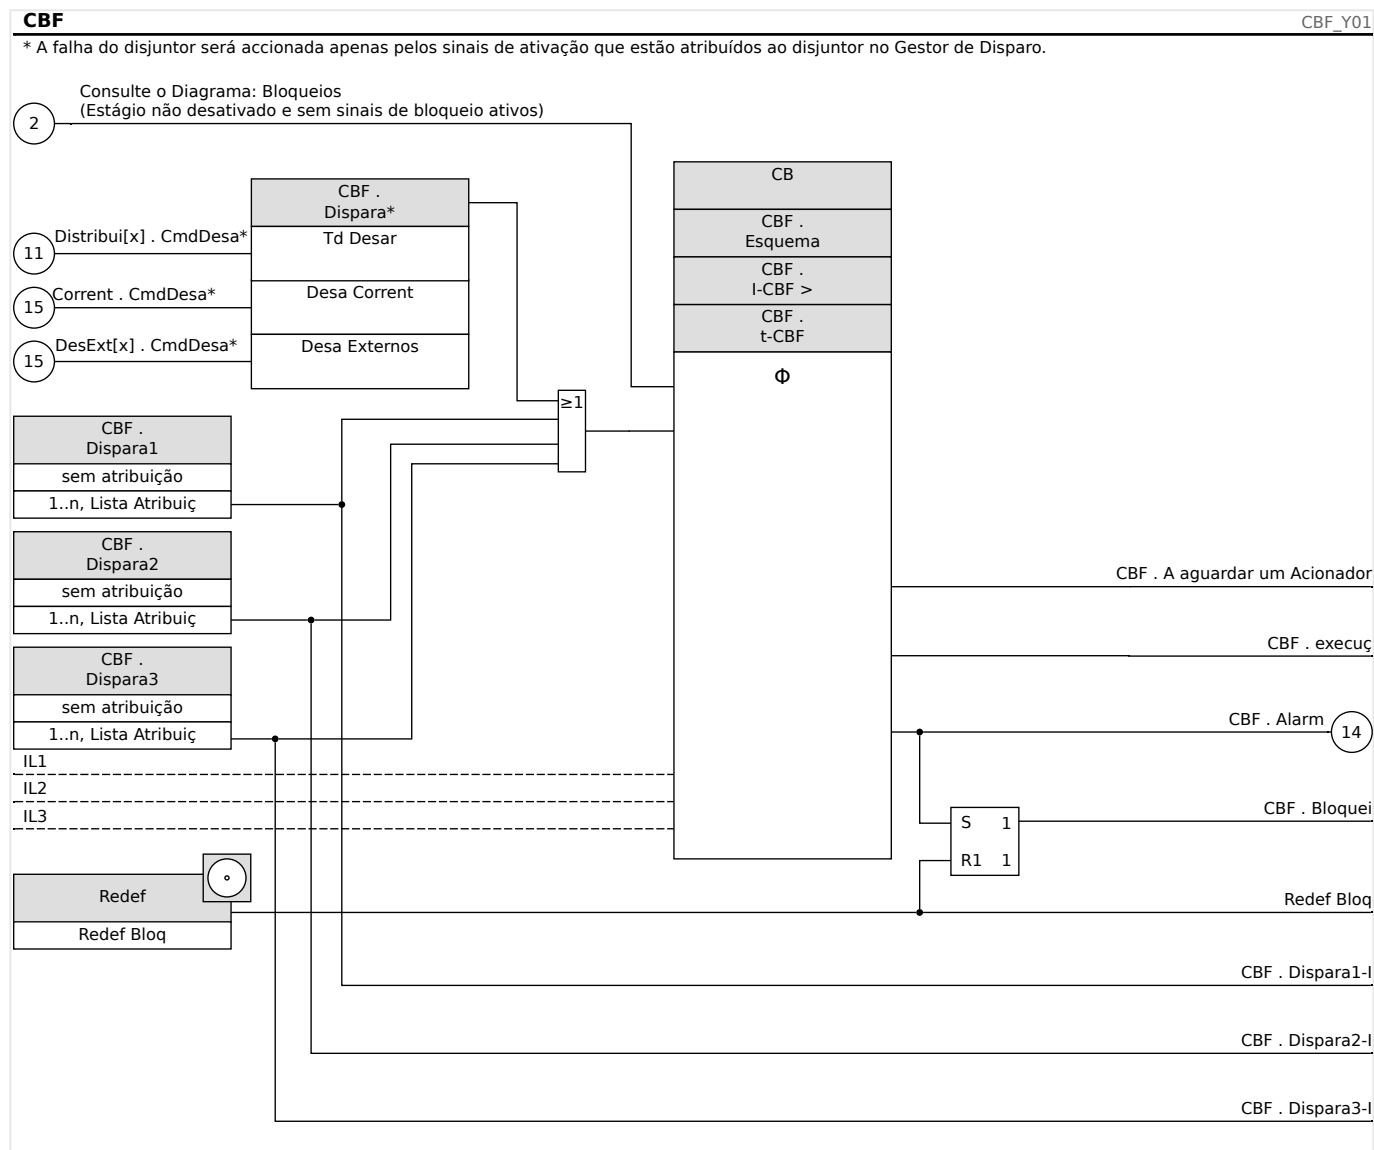 CBF
CBF_Y01
* A falha do disjuntor será accionada apenas pelos sinais de ativação que estão atribuídos ao disjuntor no Gestor de Disparo.
Consulte o Diagrama: Bloqueios
(Estágio não desativado e sem sinais de bloqueio ativos)
2
CBF .
Dispara*
Td Desar
Desa Corrent
Desa Externos
11
Distribui[x] . CmdDesa*
15
Corrent . CmdDesa*
15
DesExt[x] . CmdDesa*
CB
CBF .
Esquema
CBF .
I-CBF >
CBF .
t-CBF
Φ
≥1
CBF .
Dispara1
sem atribuição
1..n, Lista Atribuiç
CBF .
Dispara2
sem atribuição
1..n, Lista Atribuiç
CBF .
Dispara3
sem atribuição
1..n, Lista Atribuiç
IL1
IL2
IL3
CBF . A aguardar um Acionador
CBF . execuç
CBF . Alarm
14
S 1
R1 1
CBF . Bloquei
Redef
Redef Bloq
Redef Bloq
CBF . Dispara1-I
CBF . Dispara2-I
CBF . Dispara3-I